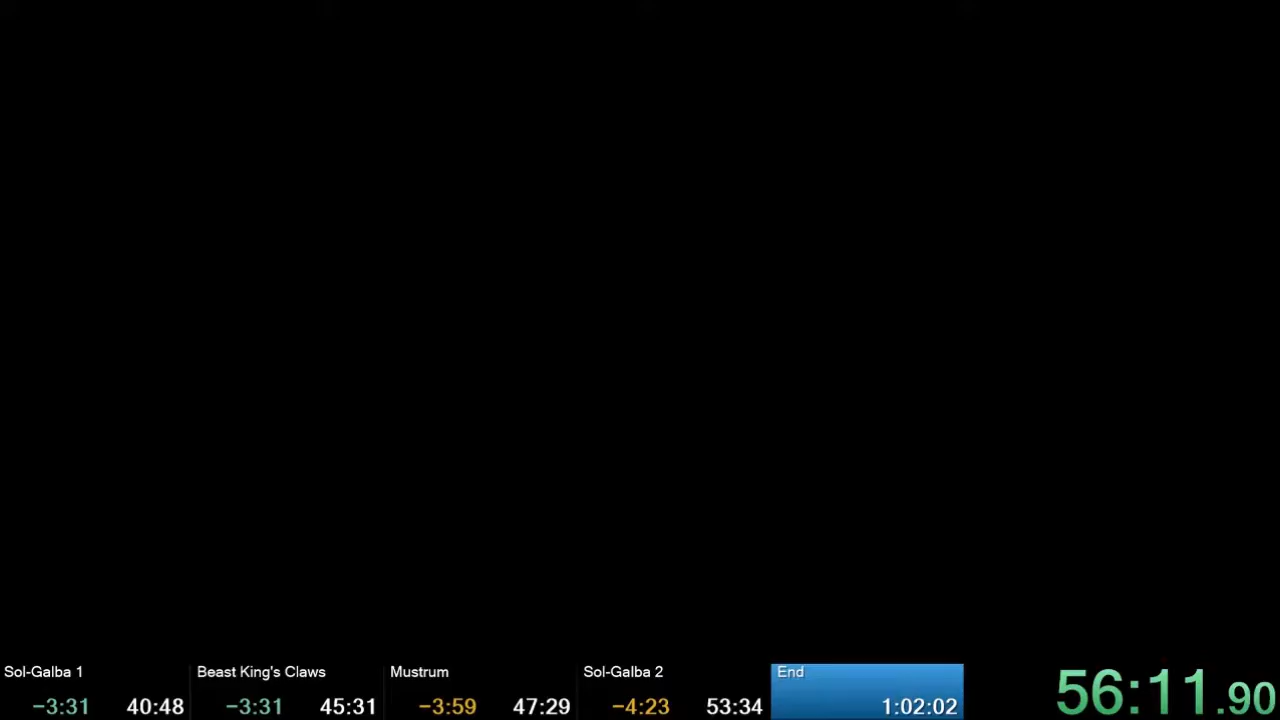 Sol-Galba 1
−3:31 40:48
Beast King's Claws
−3:31 45:31
Mustrum
−3:59 47:29
Sol-Galba 2
−4:23 53:34
End
1:02:02
56:11.90